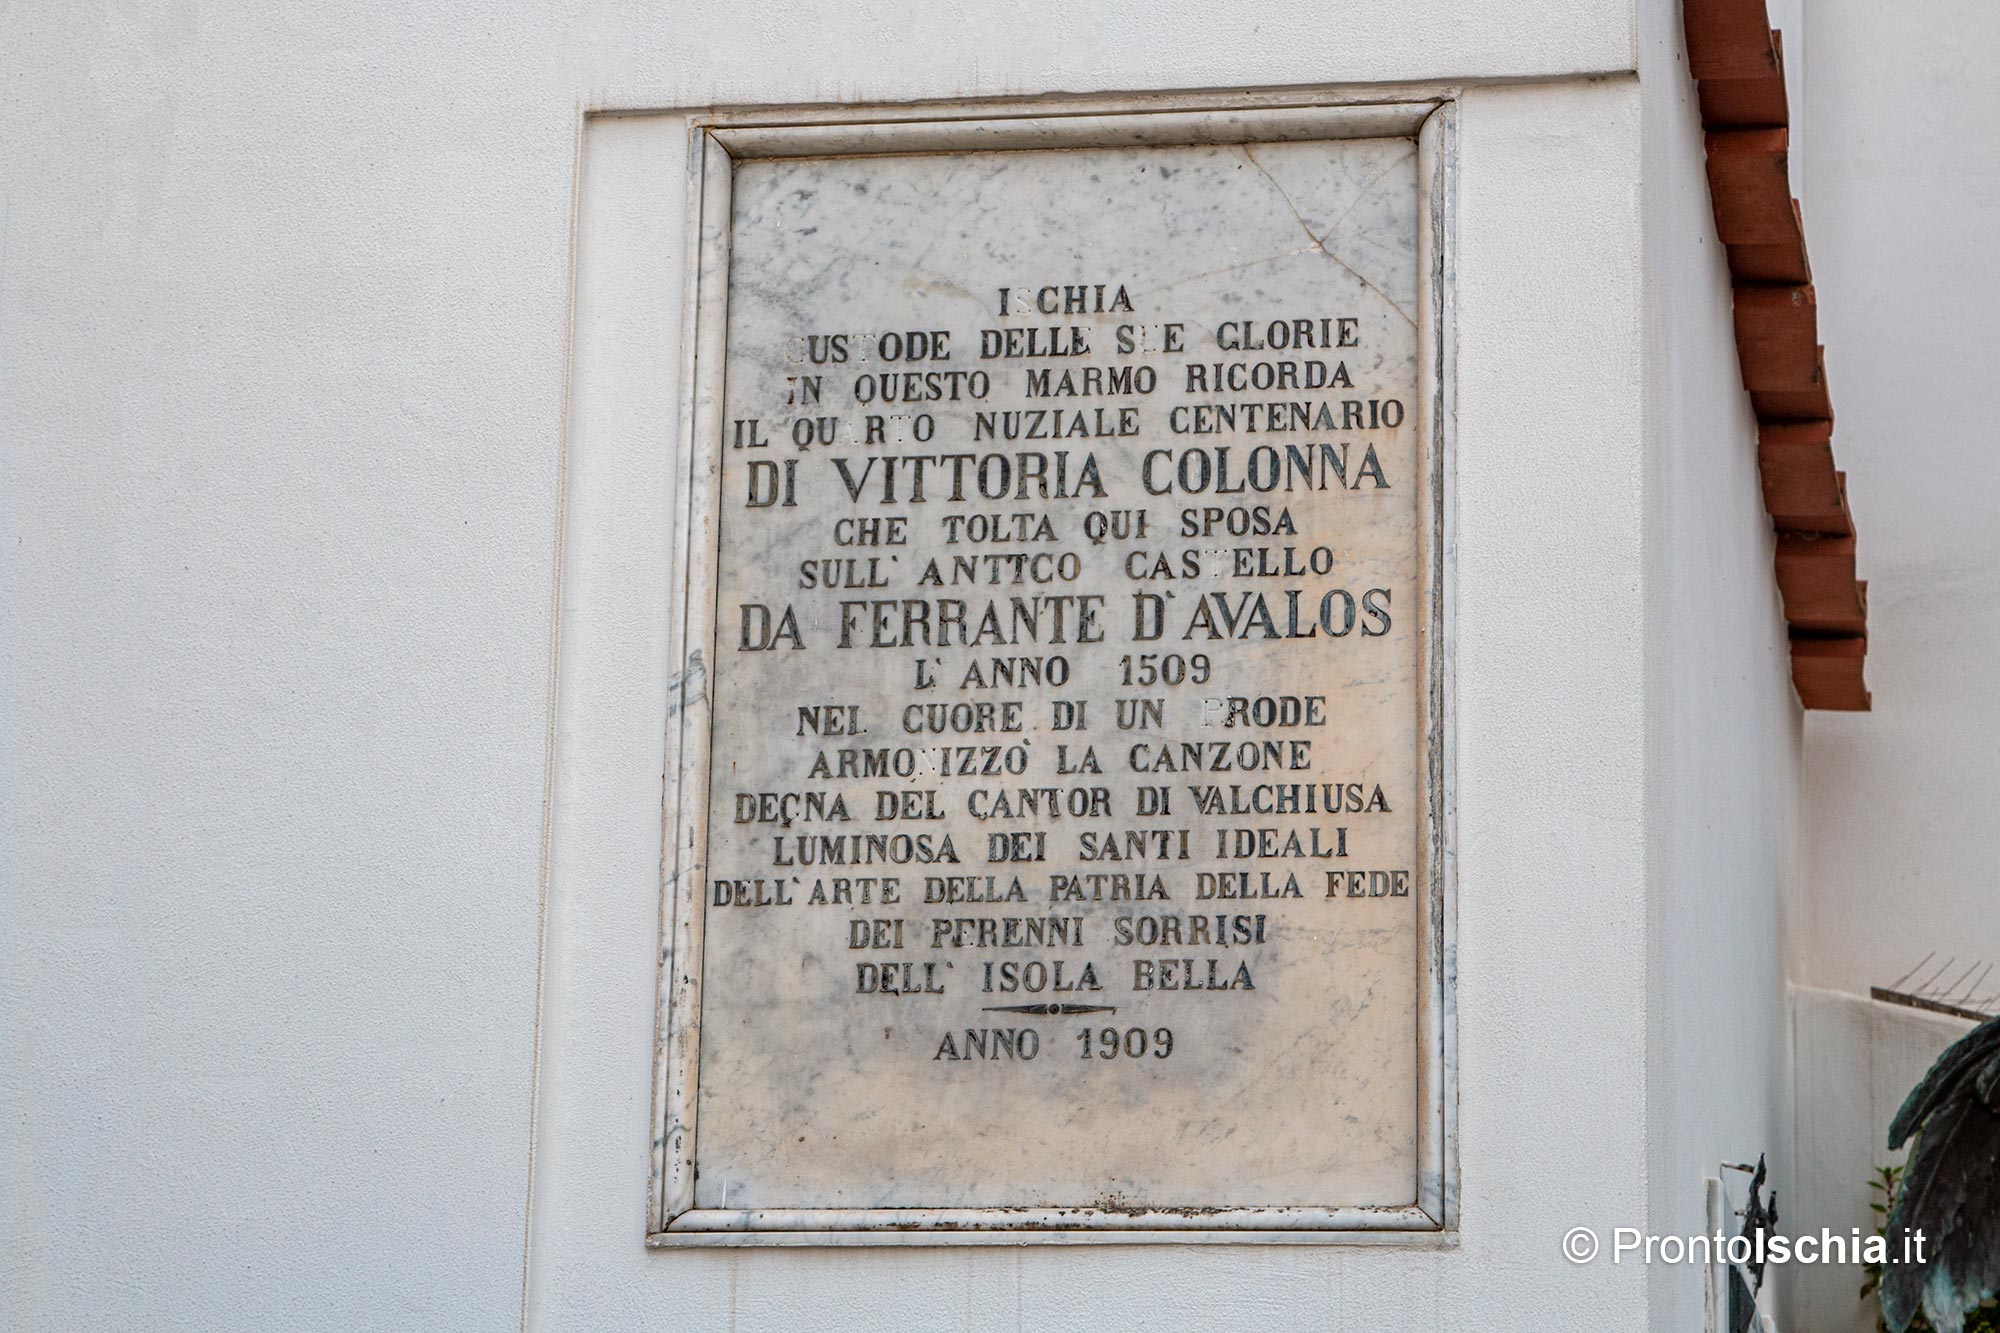 ISCHIA
CUSTODE DELLE SUE GLORIE
IN QUESTO MARMO RICORDA
IL QUARTO NUZIALE CENTENARIO
DI VITTORIA COLONNA
CHE TOLTA QUI SPOSA
SULL' ANTICO CASTELLO
DA FERRANTE D'AVALOS
L'ANNO 1509
NEL CUORE DI UN PRODE
ARMONIZZÒ LA CANZONE
DEGNA DEL CANTOR DI VALCHIUSA
LUMINOSA DEI SANTI IDEALI
DELL'ARTE DELLA PATRIA DELLA FEDE
DEI PERENNI SORRISI
DELL' ISOLA BELLA
ANNO 1909
© ProntoIschia.it